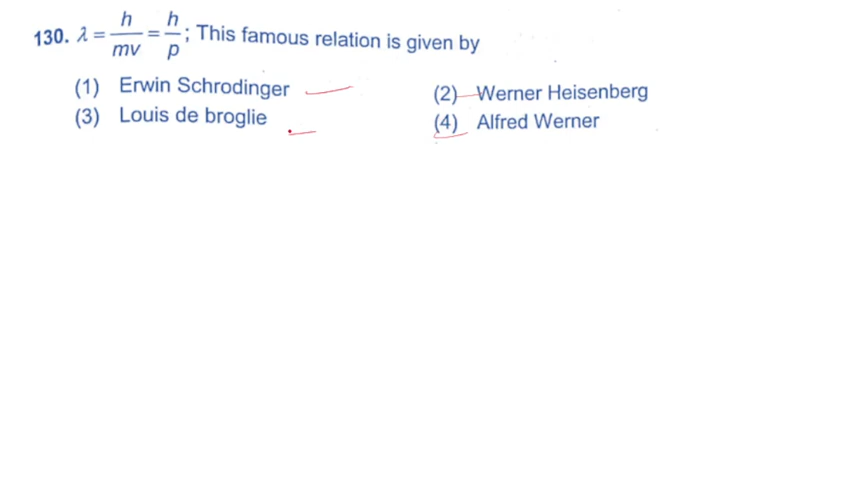 130. λ = h/mv = h/p ; This famous relation is given by
(1) Erwin Schrodinger (2) Werner Heisenberg
(3) Louis de broglie (4) Alfred Werner